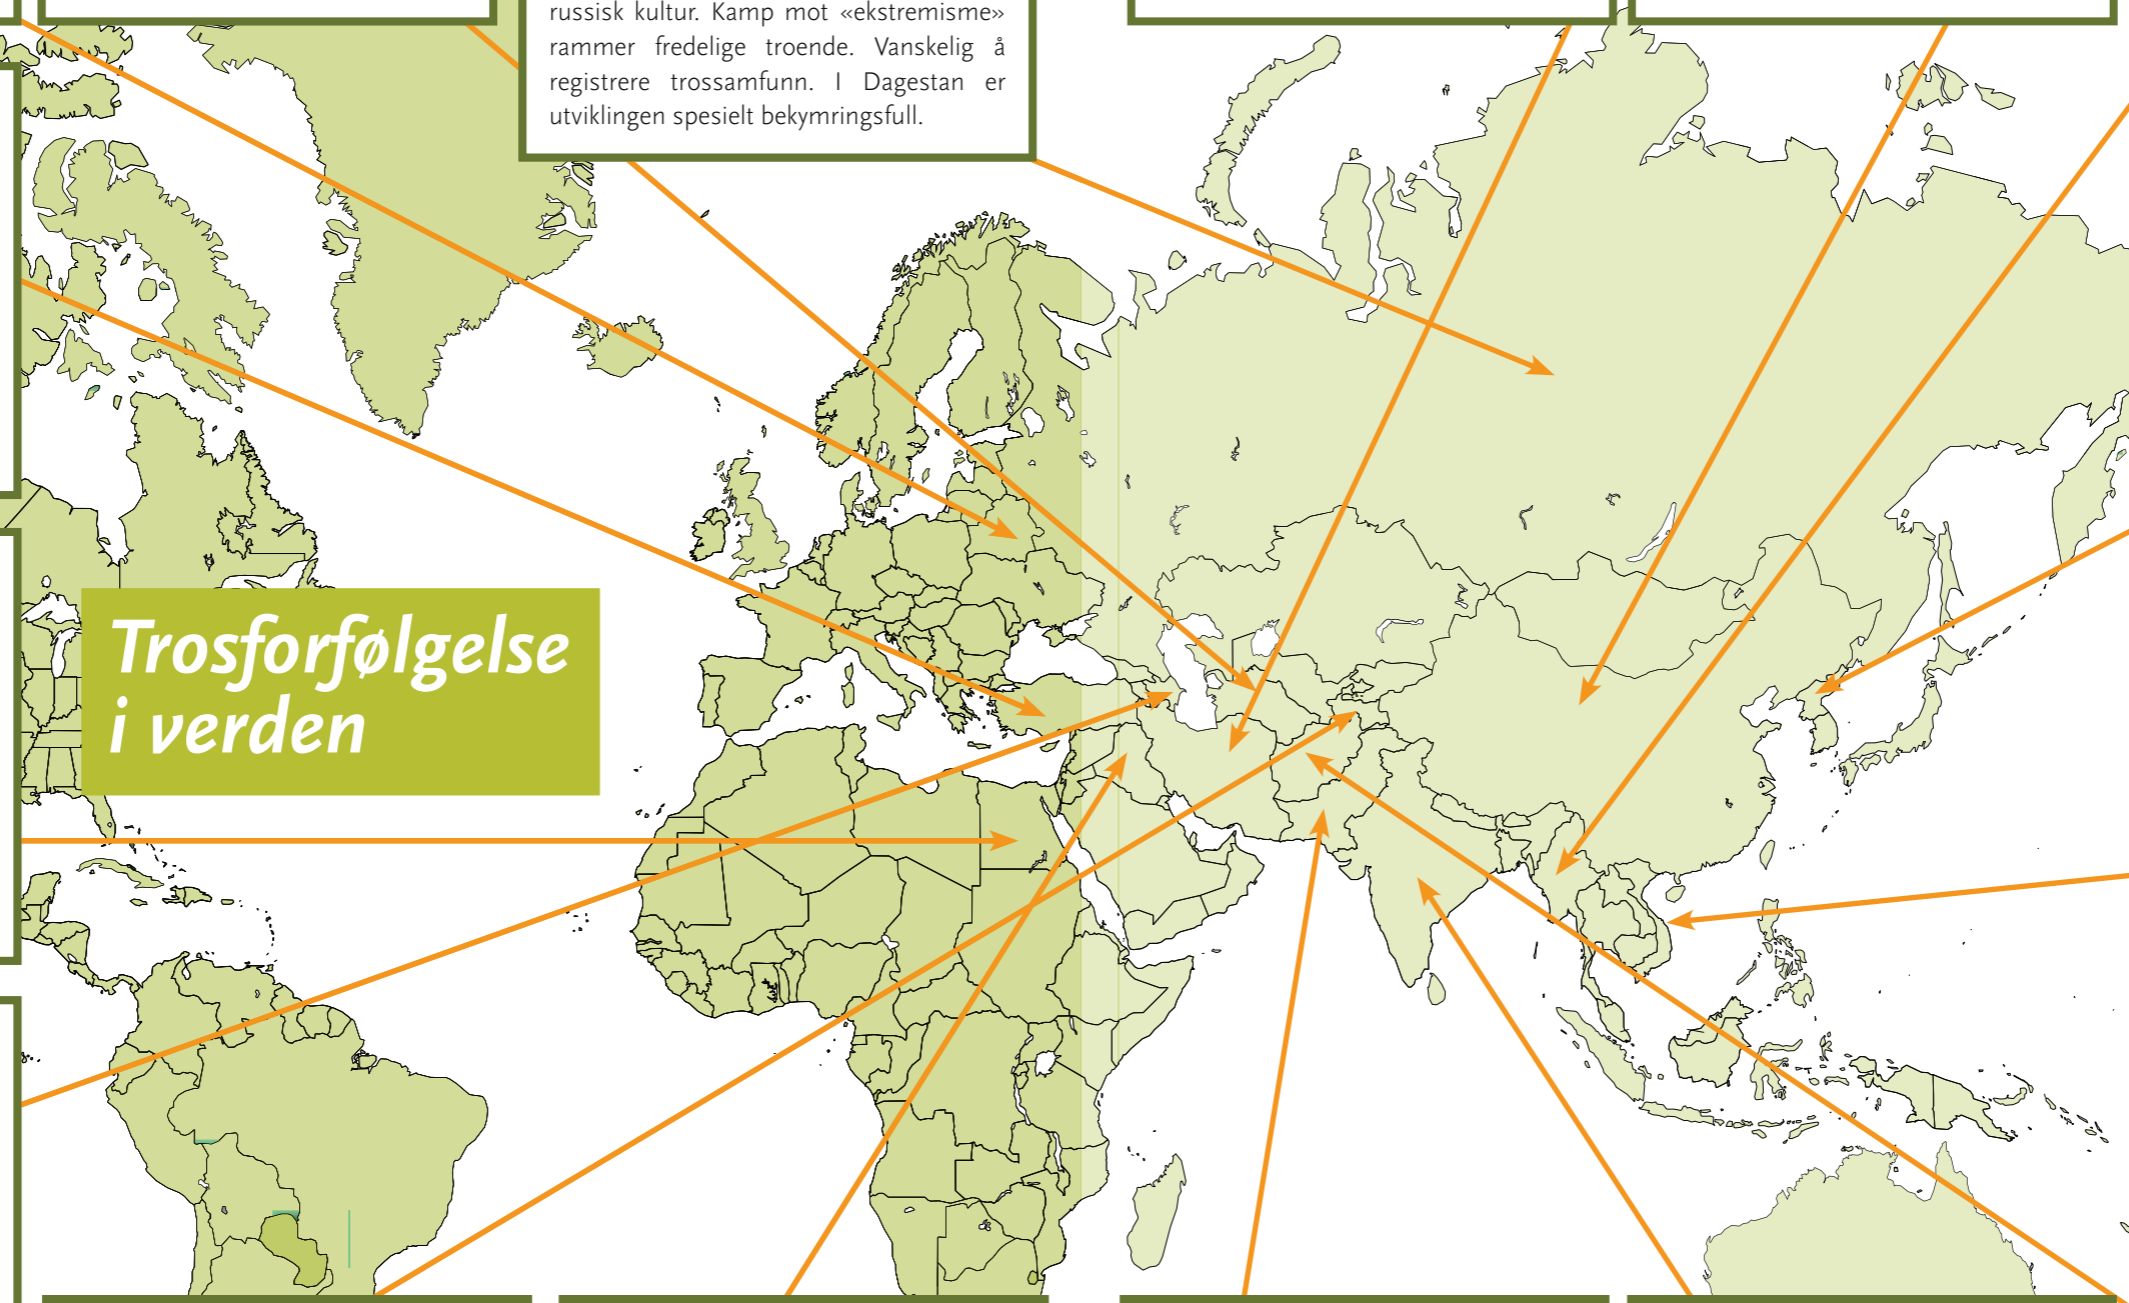 russisk kultur. Kamp mot «ekstremisme»
rammer fredelige troende. Vanskelig å
registrere trossamfunn. I Dagestan er
utviklingen spesielt bekymringsfull.
Trosforfølgelse
i verden